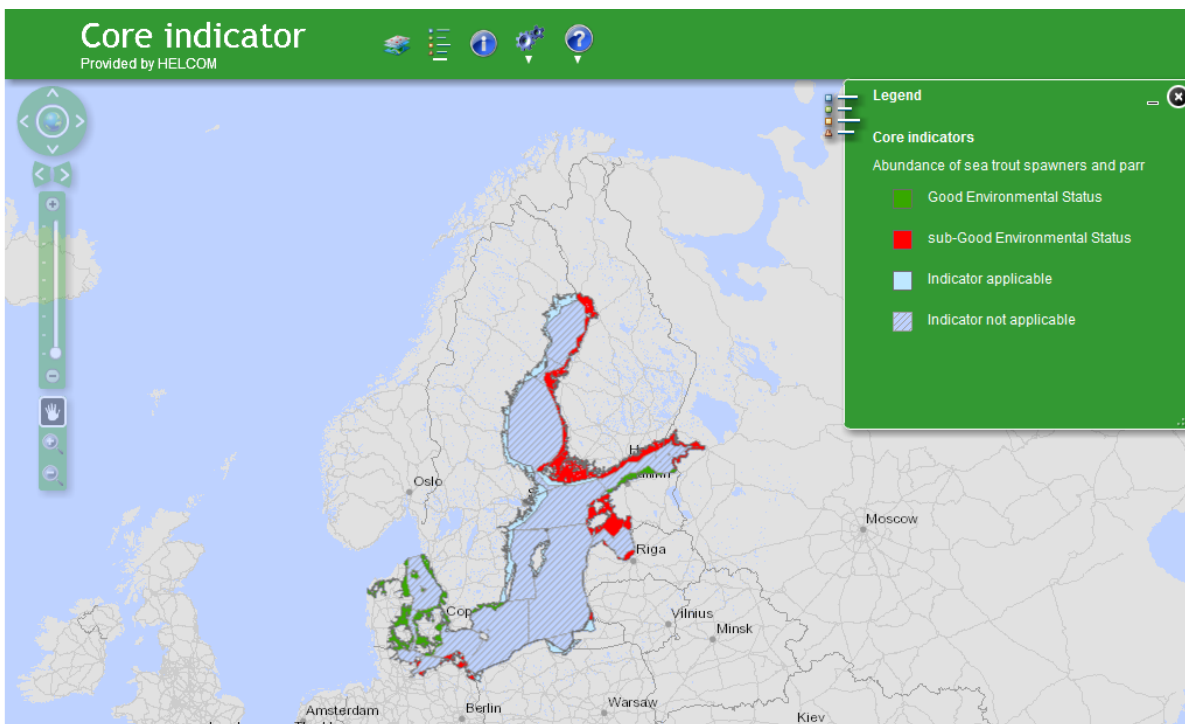 Core indicator
Provided by HELCOM
Legend
Core indicators
Abundance of sea trout spawners and parr
Good Environmental Status
sub-Good Environmental Status
Indicator applicable
Indicator not applicable
Oslo
Moscow
Riga
Cop
Vilnius
Minsk
Warsaw
Amsterdam
Berlin
Kiev